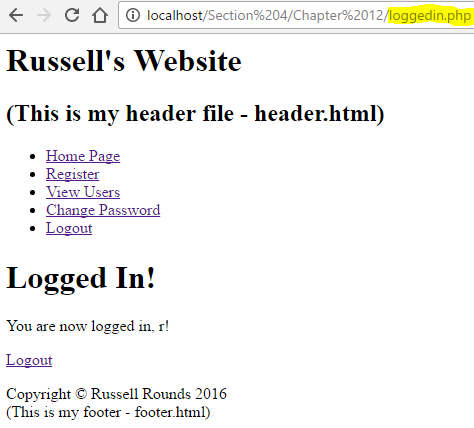 localhost/Section%204/Chapter%2012/loggedin.php
Russell's Website
(This is my header file - header.html)
Home Page
Register
View Users
Change Password
Logout
Logged In!
You are now logged in, r!
Logout
Copyright © Russell Rounds 2016
(This is my footer - footer.html)